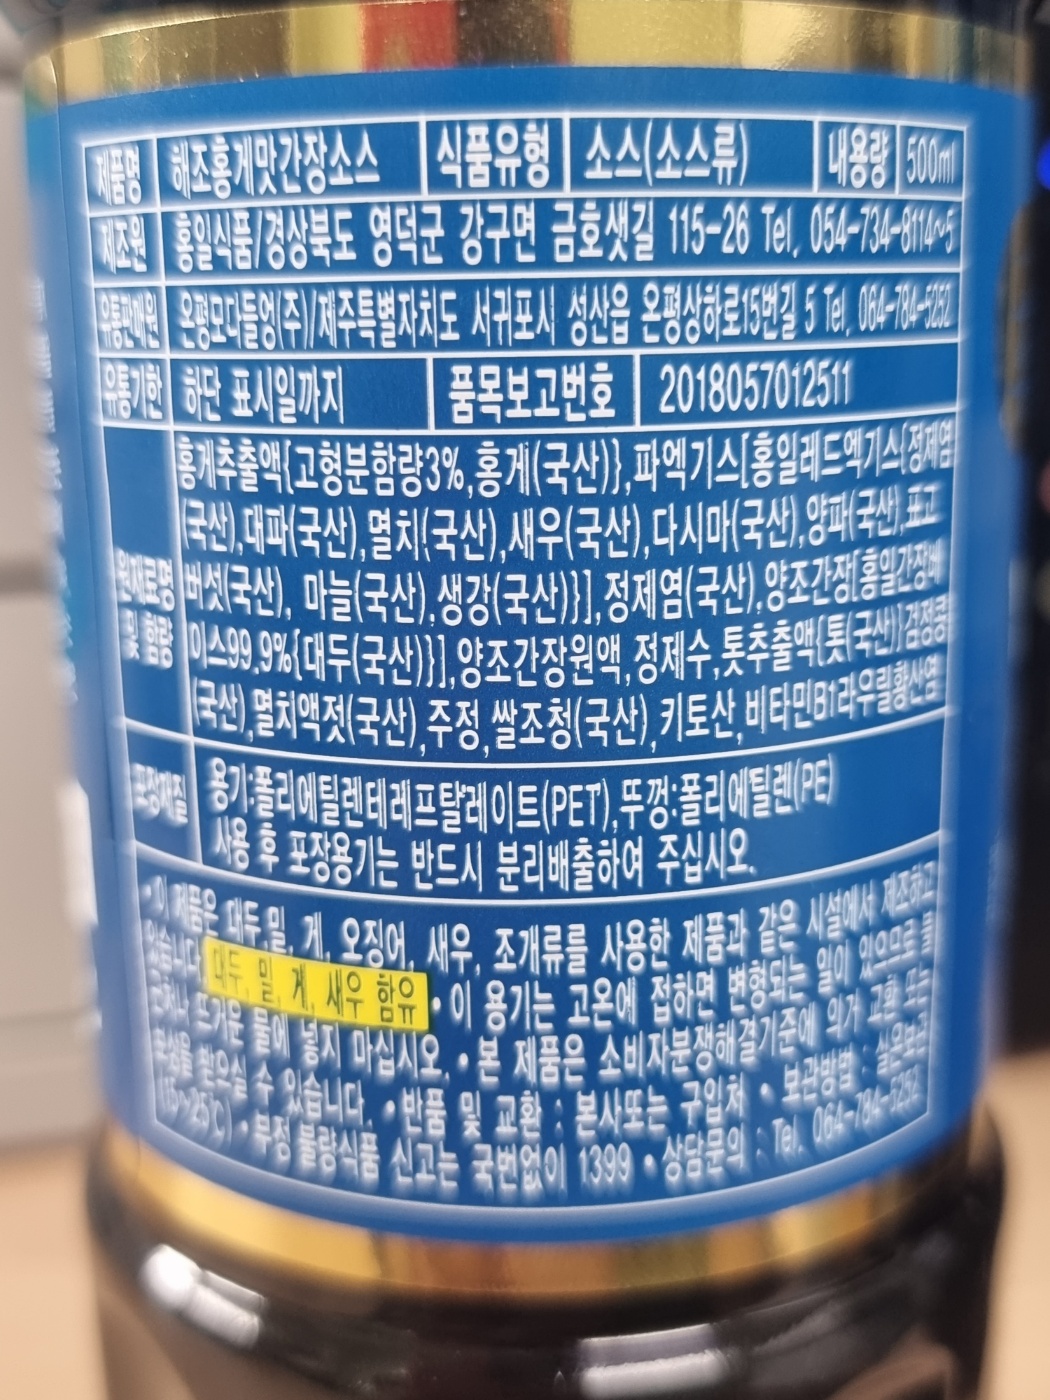 제품명 해조홍게맛간장소스 식품유형 소스(소스류) 내용량 500ml
제조원 홍일식품/경상북도 영덕군 강구면 금호샛길 115-26 Tel. 054-734-8114~5
유통판매원 온평모다들엉(주)/제주특별자치도 서귀포시 성산읍 온평상하로15번길 5 Tel. 064-784-5252
유통기한 하단 표시일까지 품목보고번호 2018057012511
원재료명 및 함량
홍게추출액{고형분함량3%,홍게(국산)},파엑기스[홍일레드엑기스{정제염
(국산),대파(국산),멸치(국산),새우(국산),다시마(국산),양파(국산),표고
버섯(국산), 마늘(국산),생강(국산)}],정제염(국산),양조간장[홍일간장베
이스99.9%{대두(국산)}],양조간장원액,정제수,톳추출액{톳(국산)},검정콩
(국산),멸치액젓(국산),주정,쌀조청(국산),키토산,비타민B1라우릴황산염
포장재질
용기:폴리에틸렌테레프탈레이트(PET),뚜껑:폴리에틸렌(PE)
사용 후 포장용기는 반드시 분리배출하여 주십시오.
•이 제품은 대두, 밀, 게, 오징어, 새우, 조개류를 사용한 제품과 같은 시설에서 제조하고
있습니다. 대두, 밀, 게, 새우 함유 •이 용기는 고온에 접하면 변형되는 일이 있으므로 불
뜨거운 물에 넣지 마십시오. •본 제품은 소비자분쟁해결기준에 의거 교환 또는
보상을 받으실 수 있습니다. •반품 및 교환 : 본사또는 구입처 •보관방법 : 실온보관
(15~25℃) •부정·불량식품 신고는 국번없이 1399 •상담문의 : Tel. 064-784-5252